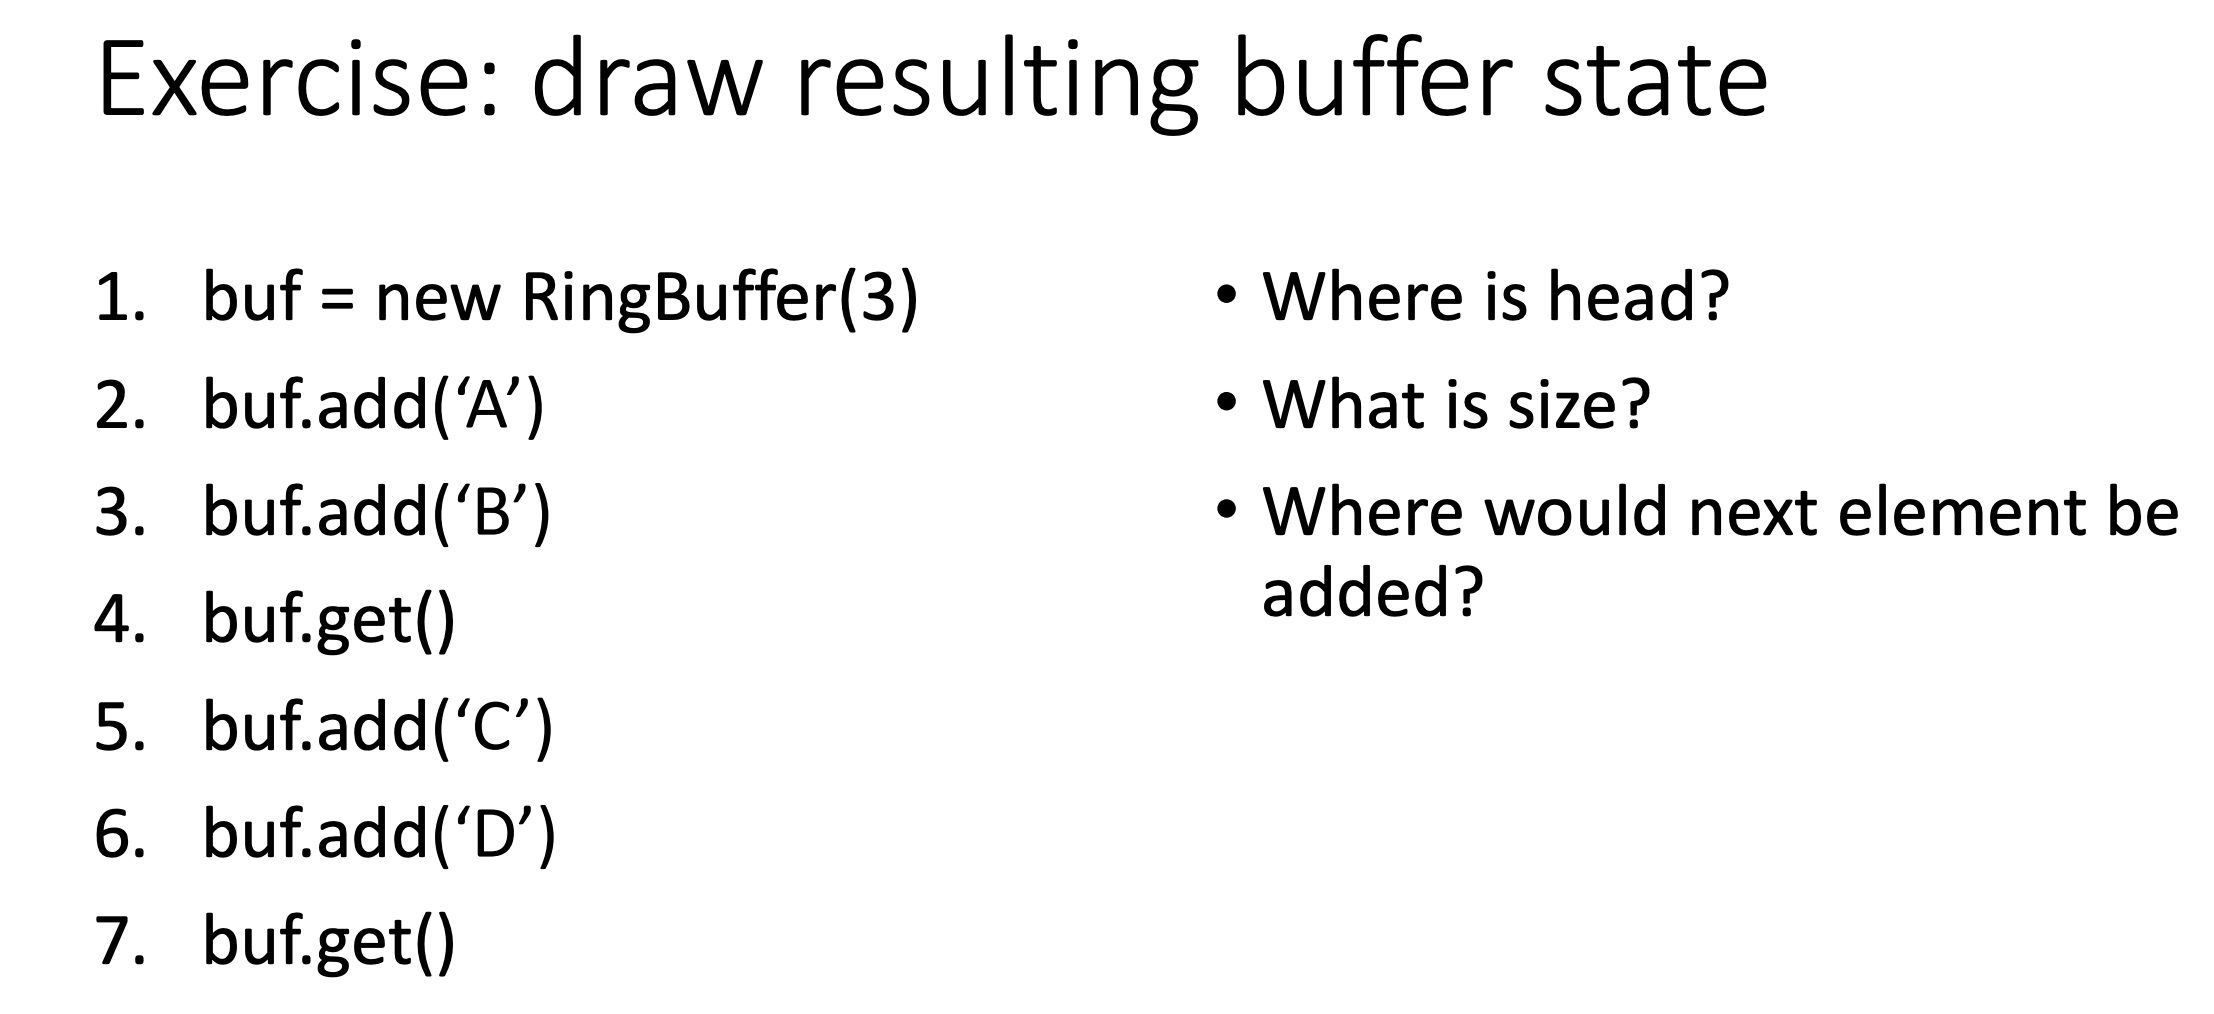 Exercise: draw resulting buffer state
1. buf = new RingBuffer(3)
2. buf.add(‘A’)
3. buf.add(‘B’)
4. buf.get()
5. buf.add(‘C’)
6. buf.add(‘D’)
7. buf.get()
• Where is head?
• What is size?
• Where would next element be
added?